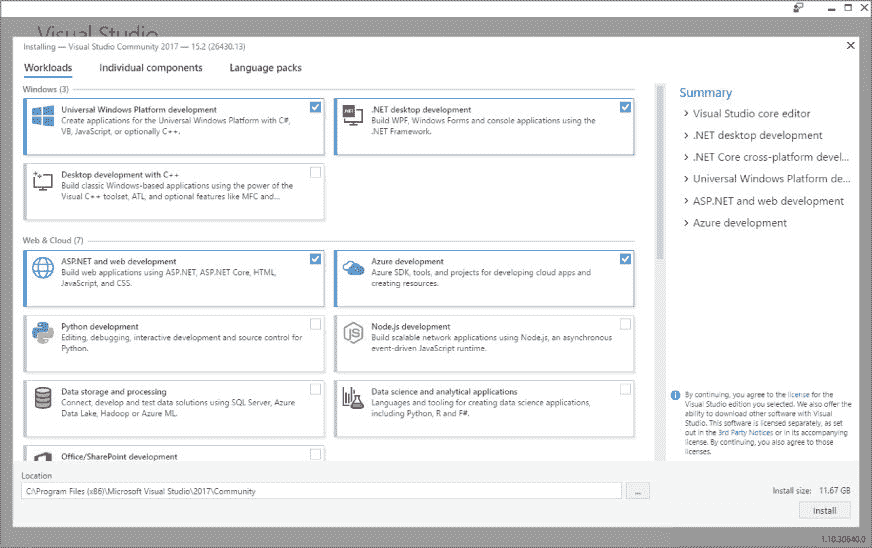 Visual Studio
Installing — Visual Studio Community 2017 — 15.2 (26430.13)
Workloads
Individual components
Language packs
Windows (3)
Universal Windows Platform development
Create applications for the Universal Windows Platform with C#,
VB, JavaScript, or optionally C++.
.NET desktop development
Build WPF, Windows Forms and console applications using the
.NET Framework.
Desktop development with C++
Build classic Windows-based applications using the power of the
Visual C++ toolset, ATL, and optional features like MFC and...
Web & Cloud (7)
ASP.NET and web development
Build web applications using ASP.NET, ASP.NET Core, HTML,
JavaScript, and CSS.
Azure development
Azure SDK, tools, and projects for developing cloud apps and
creating resources.
Python development
Editing, debugging, interactive development and source control for
Python.
Node.js development
Build scalable network applications using Node.js, an asynchronous
event-driven JavaScript runtime.
Data storage and processing
Connect, develop and test data solutions using SQL Server, Azure
Data Lake, Hadoop or Azure ML.
Data science and analytical applications
Languages and tooling for creating data science applications,
including Python, R and F#.
Office/SharePoint development
Summary
> Visual Studio core editor
> .NET desktop development
> .NET Core cross-platform devel...
> Universal Windows Platform de...
> ASP.NET and web development
> Azure development
By continuing, you agree to the license for the
Visual Studio edition you selected. We also offer the
ability to download other software with Visual
Studio. This software is licensed separately, as set
out in the 3rd Party Notices or in its accompanying
license. By continuing, you also agree to those
licenses.
Location
C:\Program Files (x86)\Microsoft Visual Studio\2017\Community
...
Install size: 11.67 GB
Install
1.10.30640.0